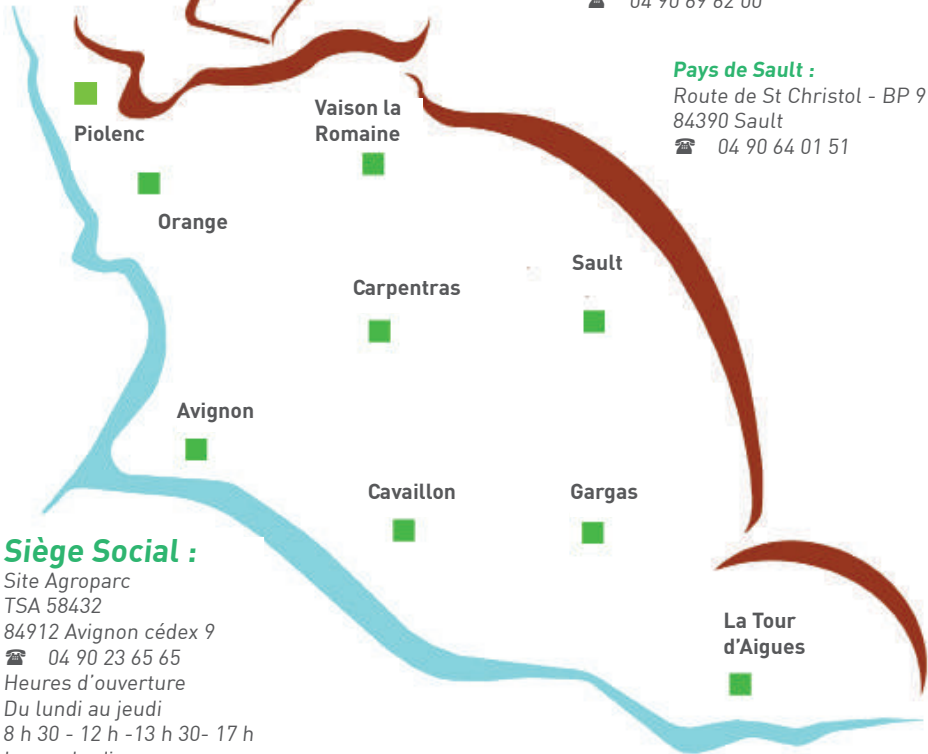 ☎ 04 90 69 62 00
Pays de Sault :
Route de St Christol - BP 9
84390 Sault
☎ 04 90 64 01 51
Piolenc
Vaison la
Romaine
Orange
Sault
Carpentras
Avignon
Cavaillon
Gargas
La Tour
d’Aigues
Siège Social :
Site Agroparc
TSA 58432
84912 Avignon cédex 9
☎ 04 90 23 65 65
Heures d’ouverture
Du lundi au jeudi
8 h 30 - 12 h -13 h 30- 17 h